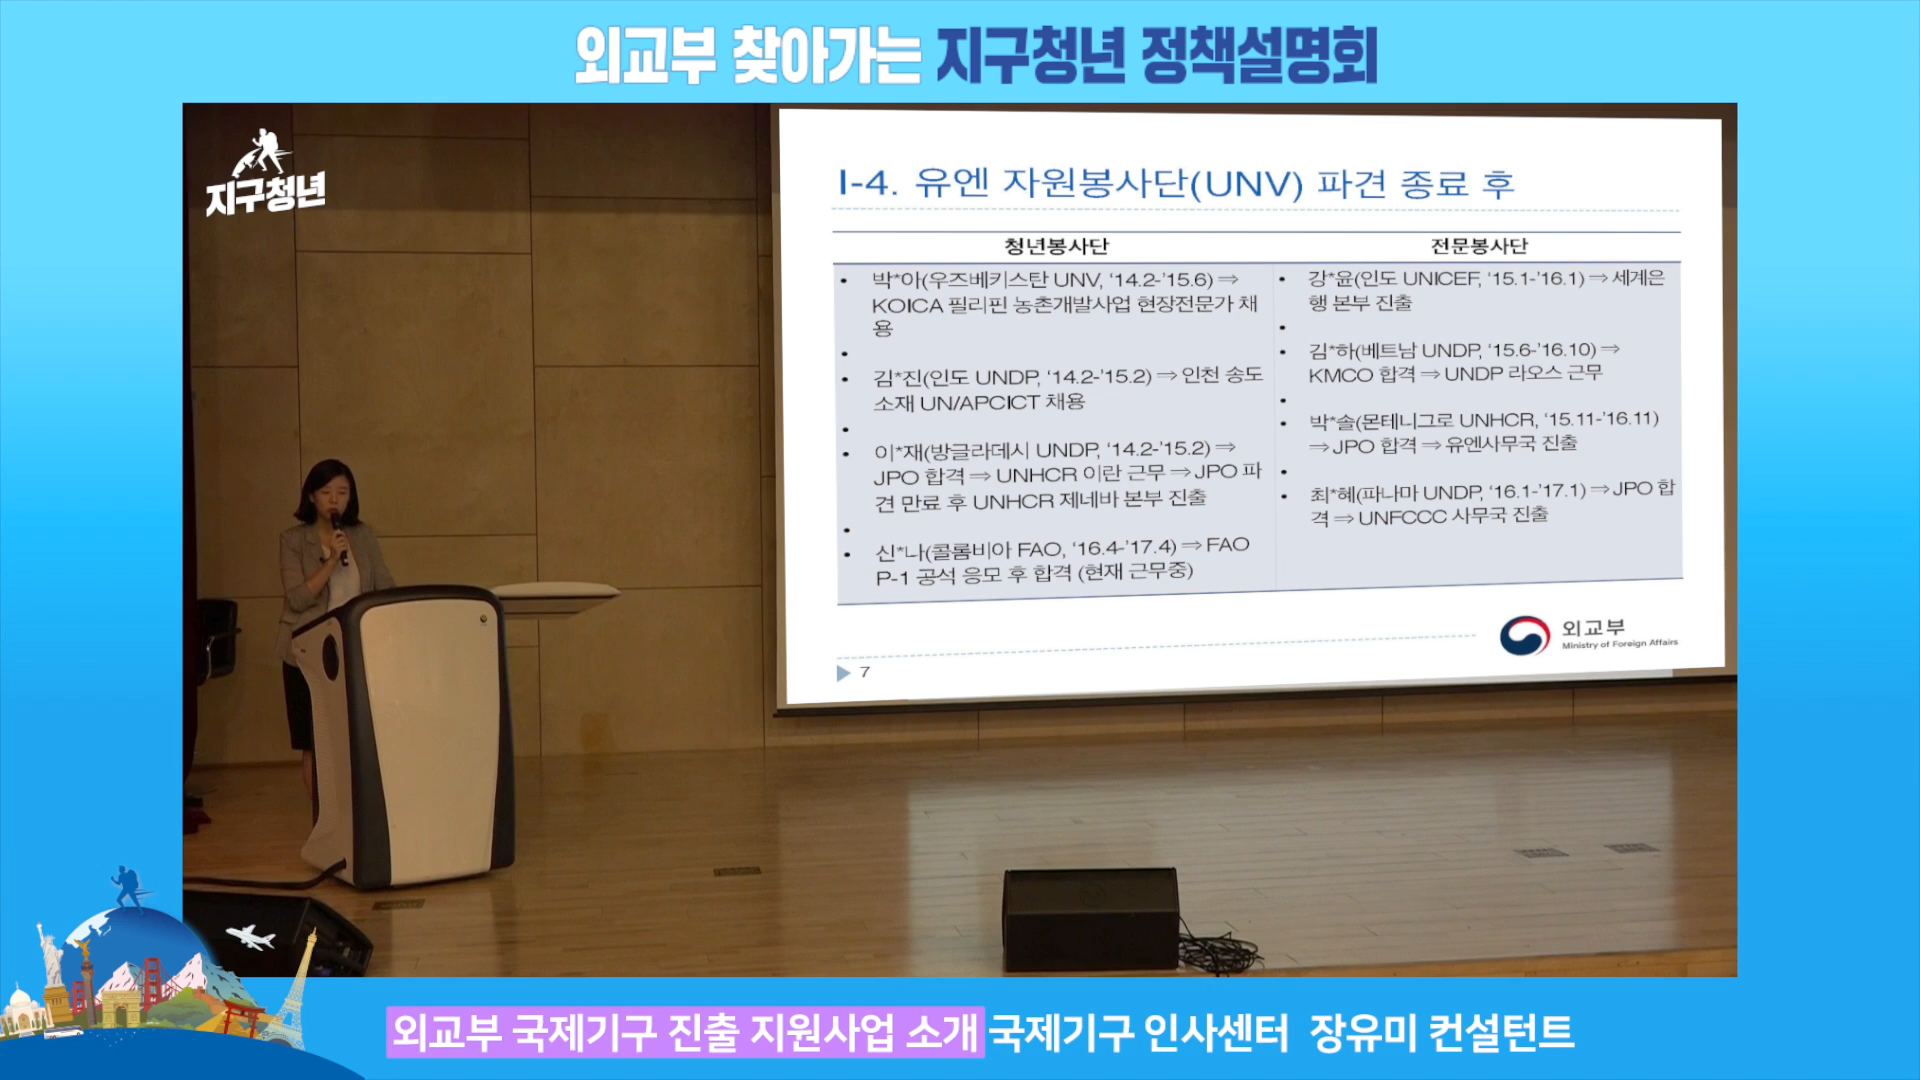 외교부 찾아가는 지구청년 정책설명회
지구청년
I-4. 유엔 자원봉사단(UNV) 파견 종료 후
청년봉사단
• 박*아(우즈베키스탄 UNV, ‘14.2-’15.6) ⇒
KOICA 필리핀 농촌개발사업 현장전문가 채
용
•
• 김*진(인도 UNDP, ‘14.2-’15.2) ⇒ 인천 송도
소재 UN/APCICT 채용
•
• 이*재(방글라데시 UNDP, ‘14.2-’15.2) ⇒
JPO 합격 ⇒ UNHCR 이란 근무 ⇒ JPO 파
견 만료 후 UNHCR 제네바 본부 진출
•
• 신*나(콜롬비아 FAO, ‘16.4-’17.4) ⇒ FAO
P-1 공석 응모 후 합격 (현재 근무중)
전문봉사단
• 강*윤(인도 UNICEF, ‘15.1-’16.1) ⇒ 세계은
행 본부 진출
•
• 김*하(베트남 UNDP, ‘15.6-’16.10) ⇒
KMCO 합격 ⇒ UNDP 라오스 근무
•
• 박*솔(몬테니그로 UNHCR, ‘15.11-’16.11)
⇒ JPO 합격 ⇒ 유엔사무국 진출
•
• 최*혜(파나마 UNDP, ‘16.1-’17.1) ⇒ JPO 합
격 ⇒ UNFCCC 사무국 진출
외교부
Ministry of Foreign Affairs
7
외교부 국제기구 진출 지원사업 소개 국제기구 인사센터 장유미 컨설턴트